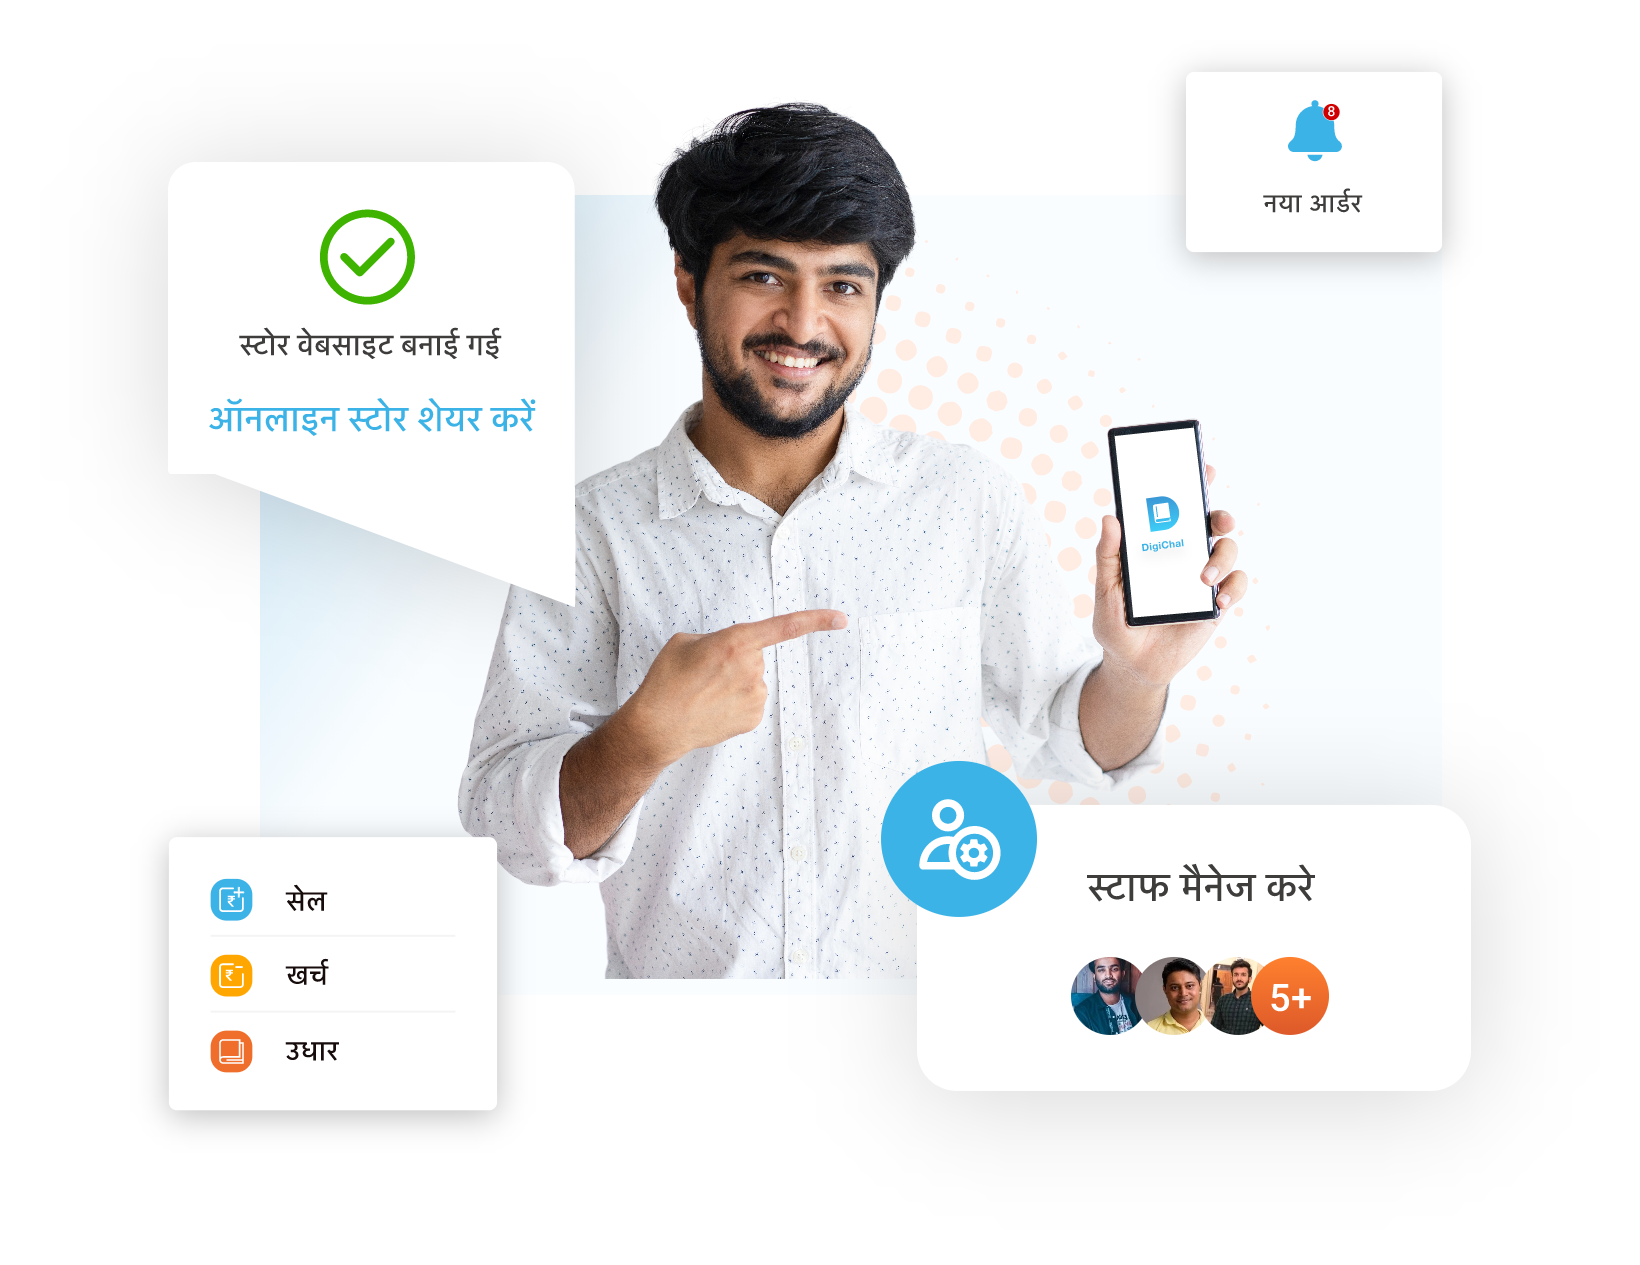 8
नया आर्डर
स्टोर वेबसाइट बनाई गई
ऑनलाइन स्टोर शेयर करें
DigiChal
स्टाफ मैनेज करे
5+
सेल
खर्च
उधार